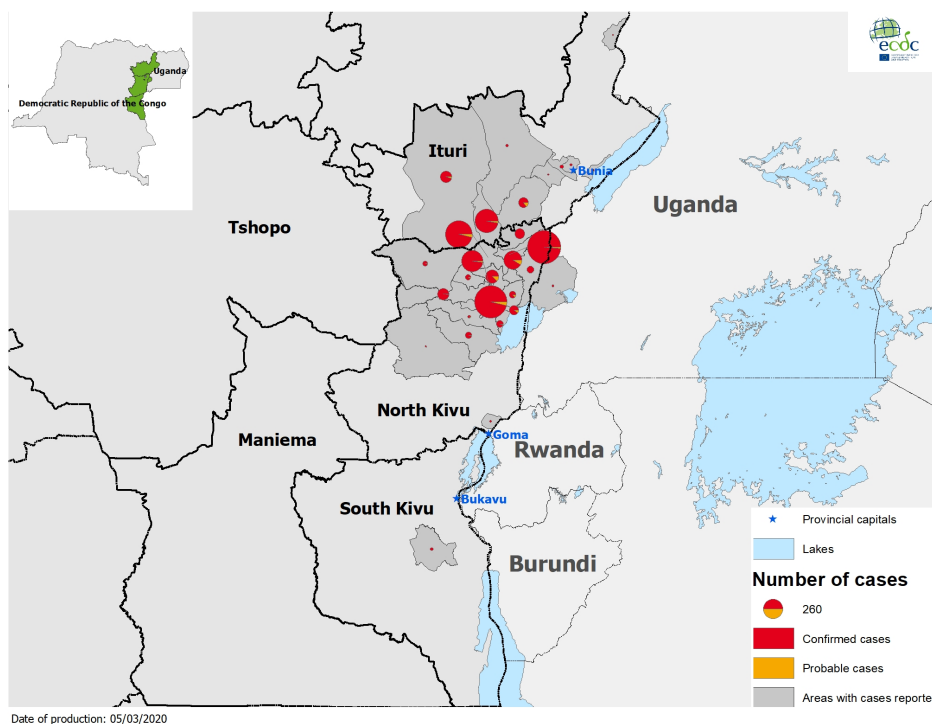 Uganda
Democratic Republic of the Congo
ecdc
Ituri
Bunia
Tshopo
Uganda
North Kivu
Goma
Maniema
Rwanda
Bukavu
South Kivu
Burundi
Provincial capitals
Lakes
Number of cases
260
Confirmed cases
Probable cases
Areas with cases reporte
Date of production: 05/03/2020